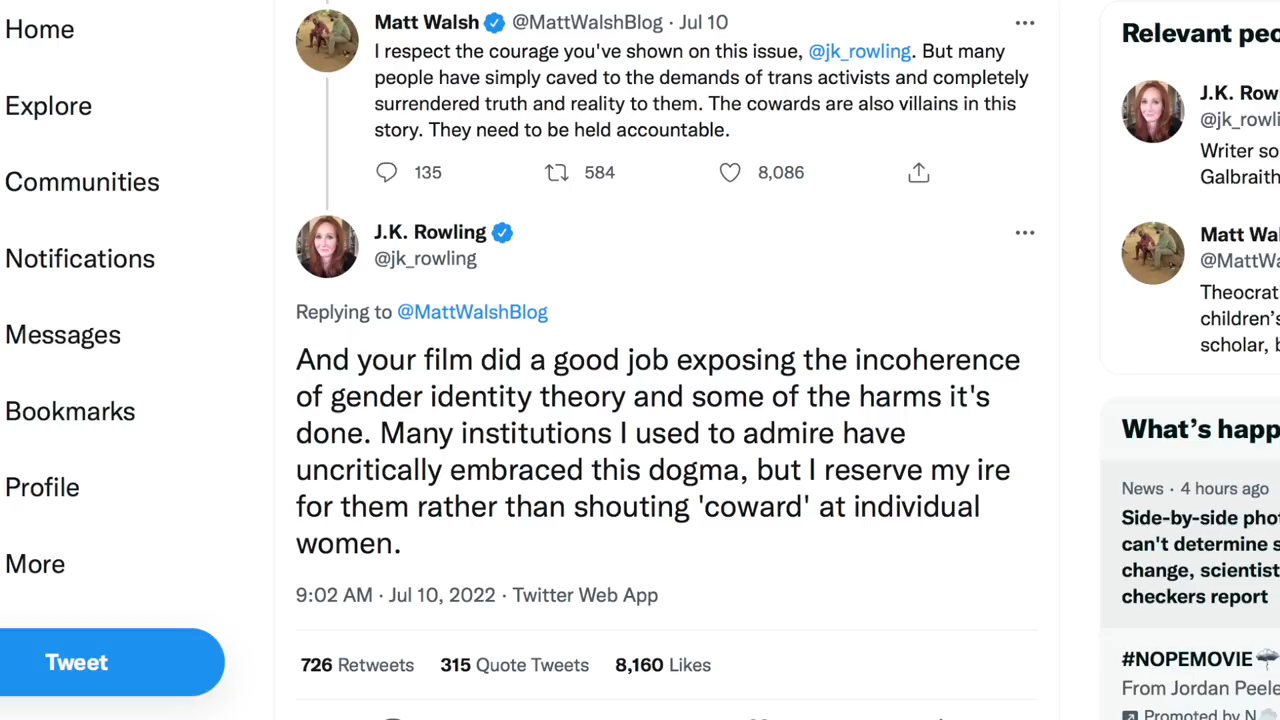 Home
Explore
Communities
Notifications
Messages
Bookmarks
Profile
More
Tweet
Matt Walsh @MattWalshBlog · Jul 10
I respect the courage you've shown on this issue, @jk_rowling. But many
people have simply caved to the demands of trans activists and completely
surrendered truth and reality to them. The cowards are also villains in this
story. They need to be held accountable.
135 584 8,086
J.K. Rowling
@jk_rowling
Replying to @MattWalshBlog
And your film did a good job exposing the incoherence
of gender identity theory and some of the harms it's
done. Many institutions I used to admire have
uncritically embraced this dogma, but I reserve my ire
for them rather than shouting 'coward' at individual
women.
9:02 AM · Jul 10, 2022 · Twitter Web App
726 Retweets 315 Quote Tweets 8,160 Likes
Relevant peo
J.K. Row
@jk_rowli
Writer so
Galbraith
Matt Wal
@MattWa
Theocrat
children's
scholar, b
What's happ
News · 4 hours ago
Side-by-side pho
can't determine s
change, scientist
checkers report
#NOPEMOVIE
From Jordan Peele
Promoted by N